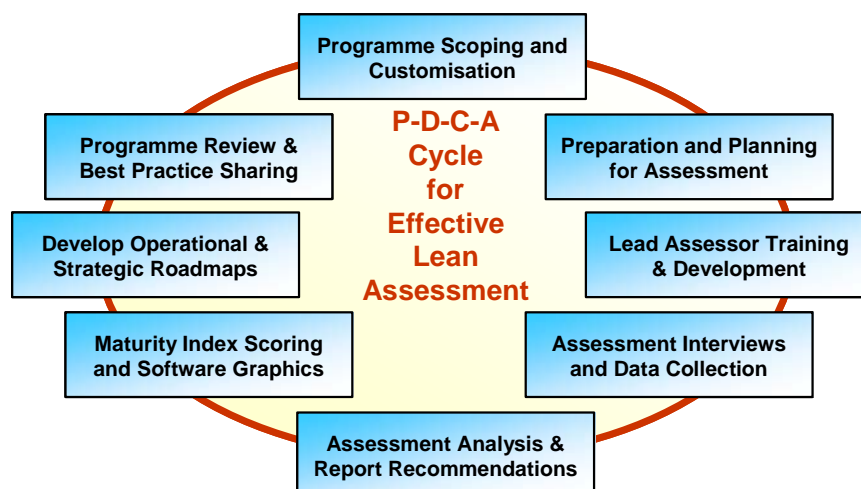 Programme Scoping and
Customisation
P-D-C-A
Cycle
for
Effective
Lean
Assessment
Preparation and Planning
for Assessment
Lead Assessor Training
& Development
Assessment Interviews
and Data Collection
Assessment Analysis &
Report Recommendations
Maturity Index Scoring
and Software Graphics
Develop Operational &
Strategic Roadmaps
Programme Review &
Best Practice Sharing